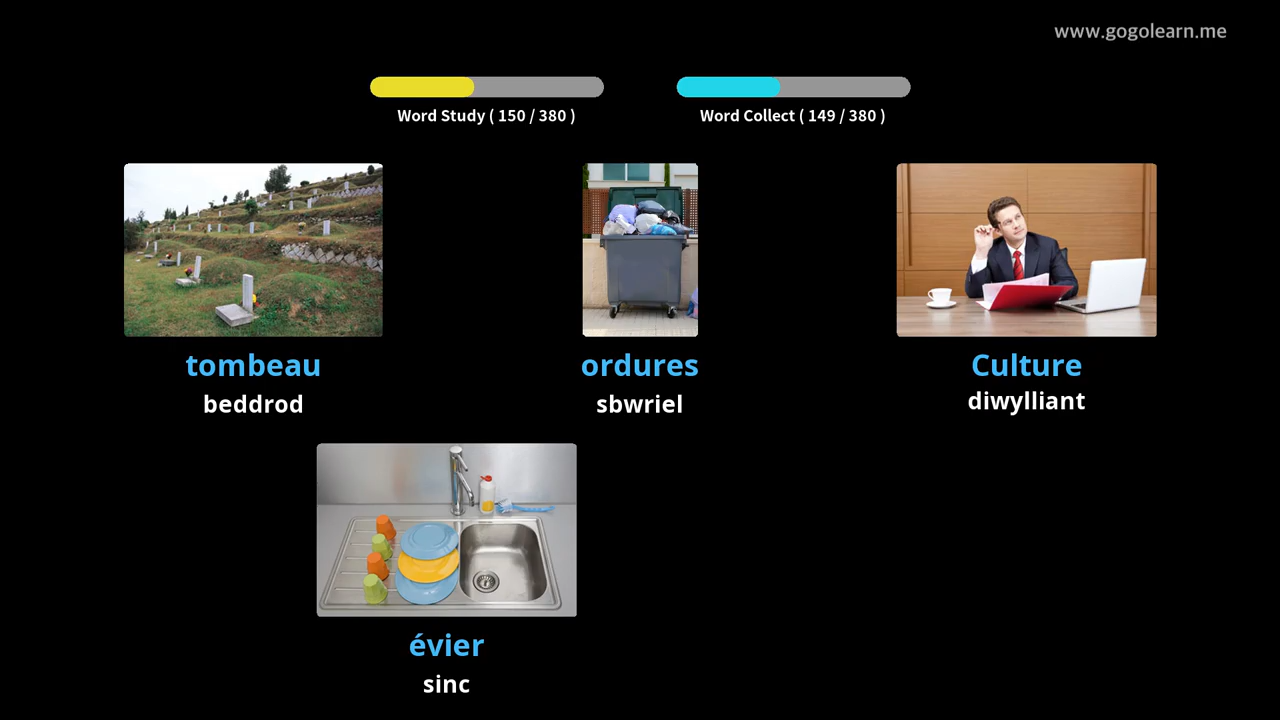 www.gogolearn.me
Word Study ( 150 / 380 )
Word Collect ( 149 / 380 )
tombeau
beddrod
ordures
sbwriel
Culture
diwylliant
évier
sinc